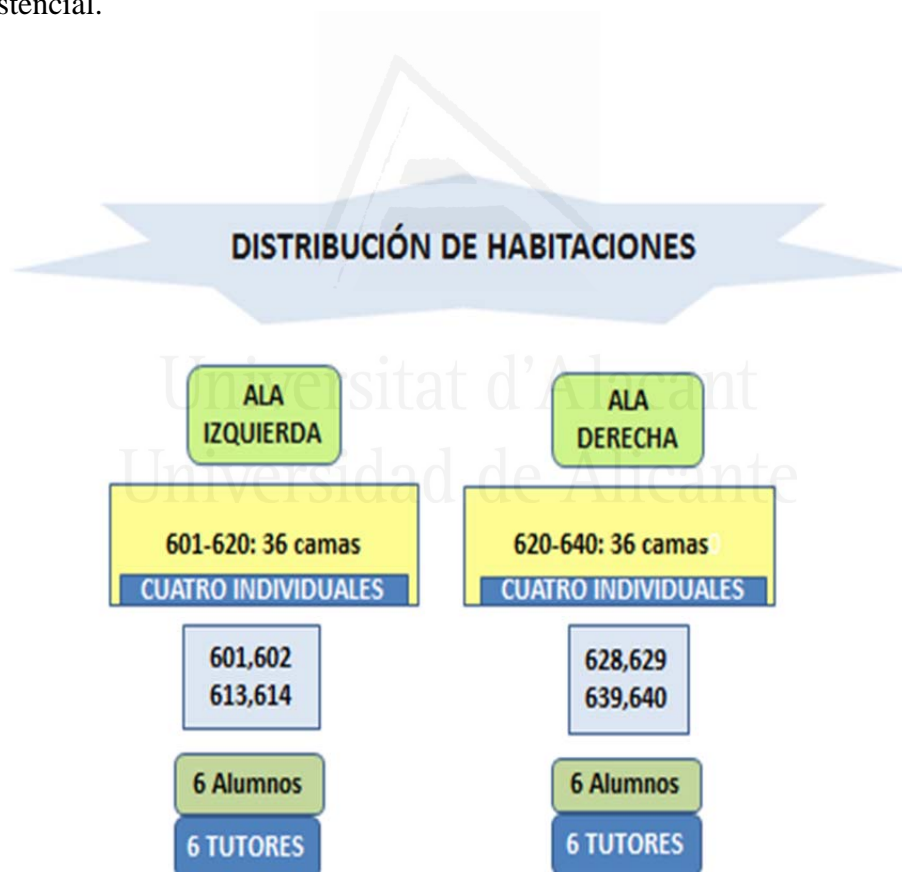 stencial.
DISTRIBUCIÓN DE HABITACIONES
Universitat d'Alacant
Universidad de Alicante
ALA
IZQUIERDA
601-620: 36 camas
CUATRO INDIVIDUALES
601,602
613,614
6 Alumnos
6 TUTORES
ALA
DERECHA
620-640: 36 camas0
CUATRO INDIVIDUALES
628,629
639,640
6 Alumnos
6 TUTORES